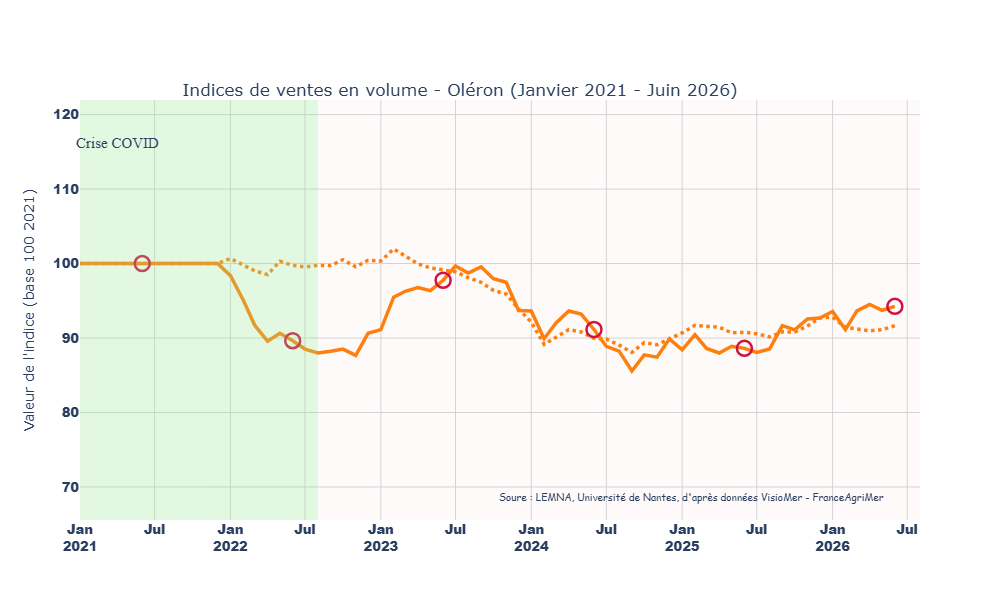 Indices de ventes en volume - Oléron (Janvier 2021 - Juin 2026)
Valeur de l'indice (base 100 2021)
120
110
100
90
80
70
Crise COVID
Soure : LEMNA, Université de Nantes, d'après données VisioMer - FranceAgriMer
Jan Jul Jan Jul Jan Jul Jan Jul Jan Jul Jan Jul
2021 2022 2023 2024 2025 2026